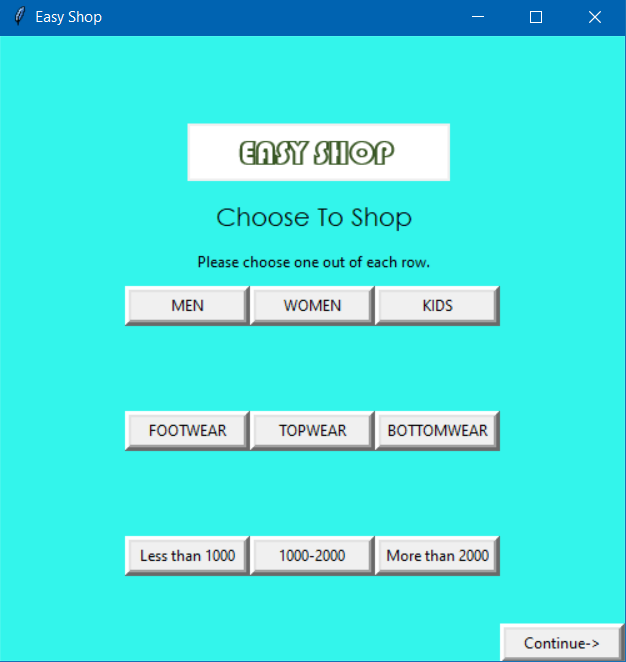 Easy Shop
EASY SHOP
Choose To Shop
Please choose one out of each row.
MEN WOMEN KIDS
FOOTWEAR TOPWEAR BOTTOMWEAR
Less than 1000 1000-2000 More than 2000
Continue->